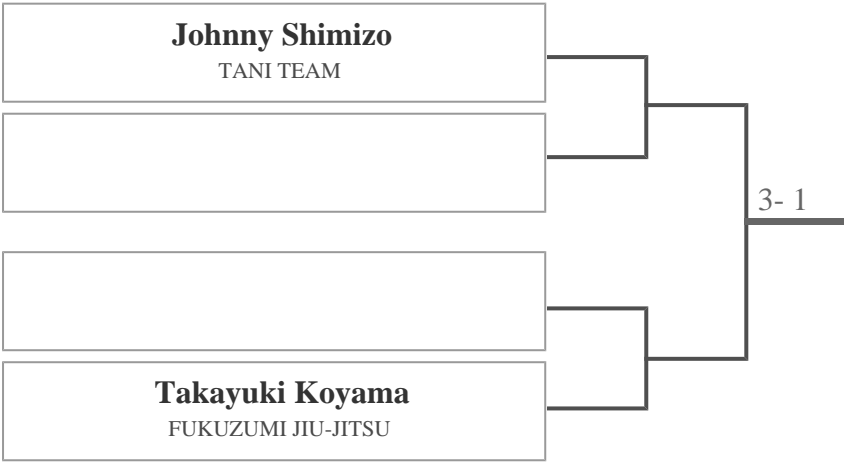 Johnny Shimizo
TANI TEAM
3- 1
Takayuki Koyama
FUKUZUMI JIU-JITSU